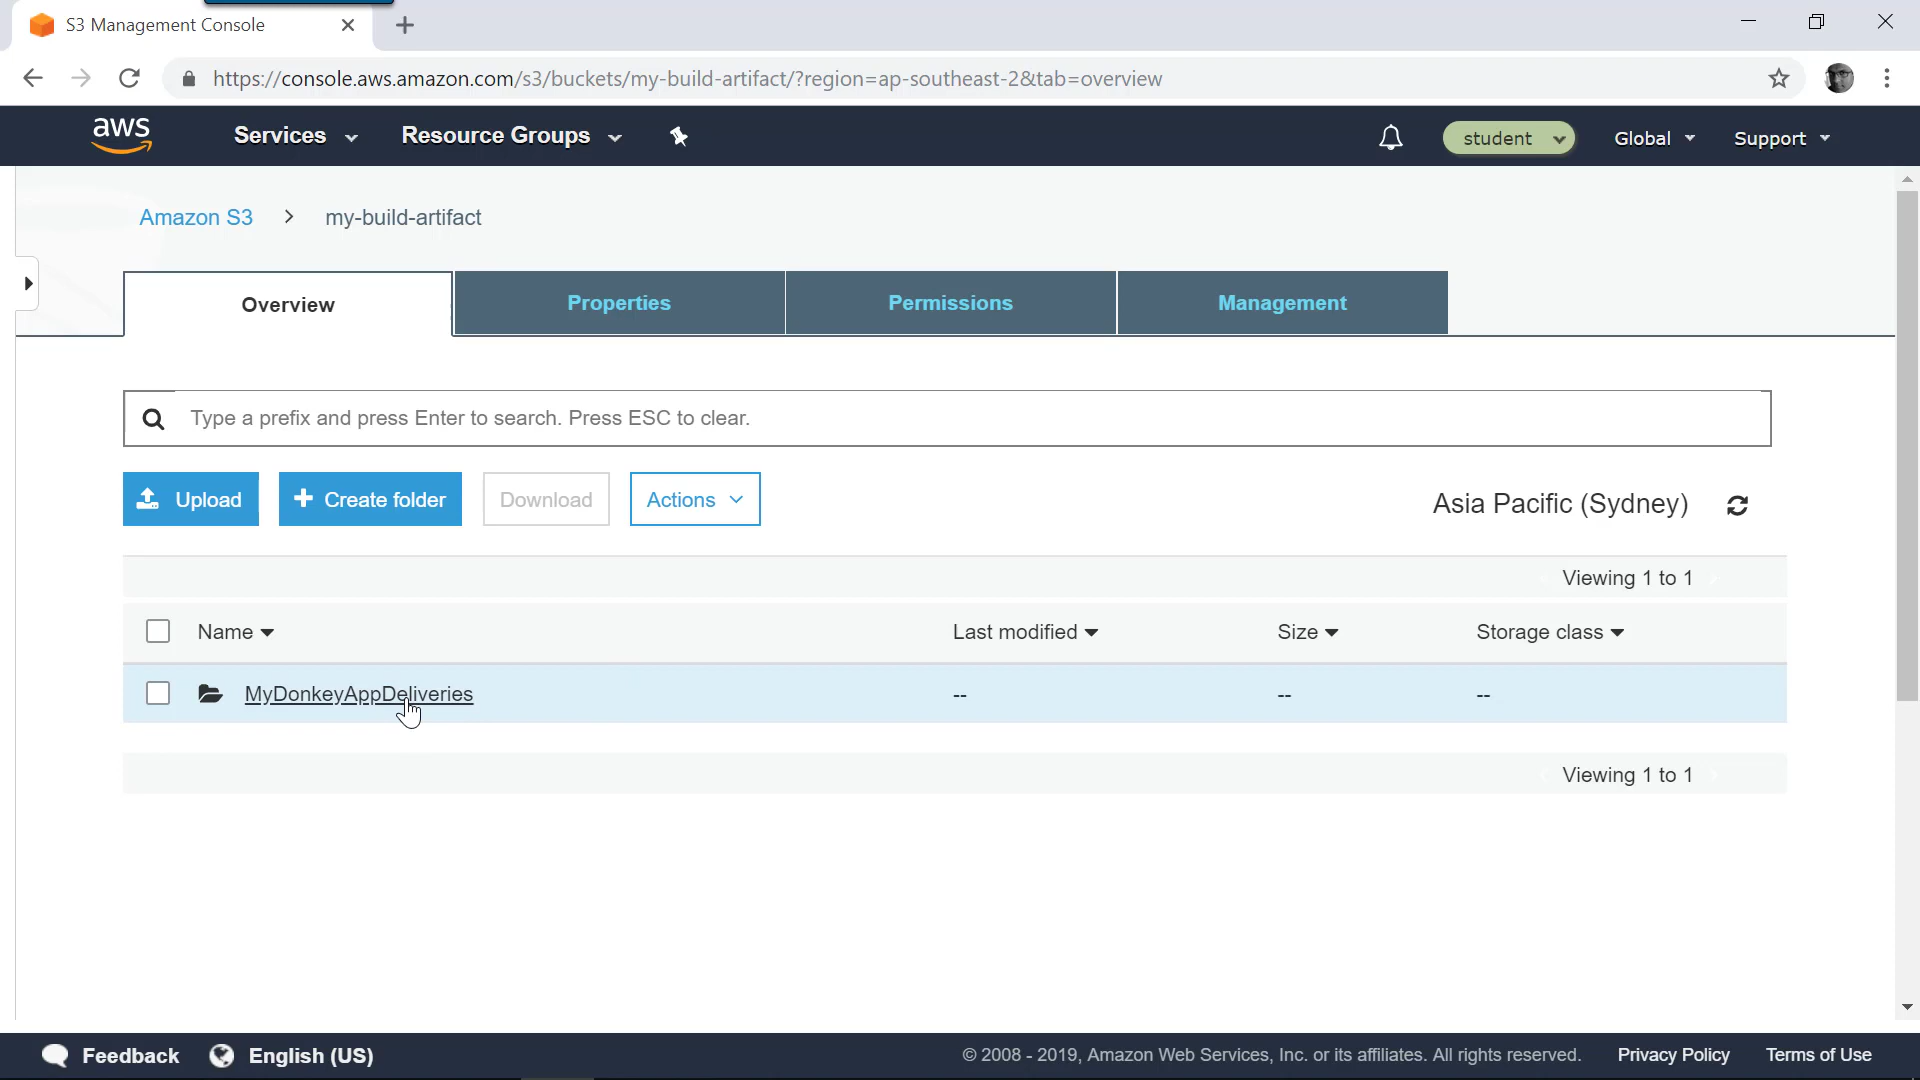 S3 Management Console
https://console.aws.amazon.com/s3/buckets/my-build-artifact/?region=ap-southeast-2&tab=overview
aws Services Resource Groups student Global Support
Amazon S3 > my-build-artifact
Overview Properties Permissions Management
Type a prefix and press Enter to search. Press ESC to clear.
Upload + Create folder Download Actions Asia Pacific (Sydney)
Viewing 1 to 1
Name Last modified Size Storage class
MyDonkeyAppDeliveries -- -- --
Viewing 1 to 1
Feedback English (US) © 2008 - 2019, Amazon Web Services, Inc. or its affiliates. All rights reserved. Privacy Policy Terms of Use